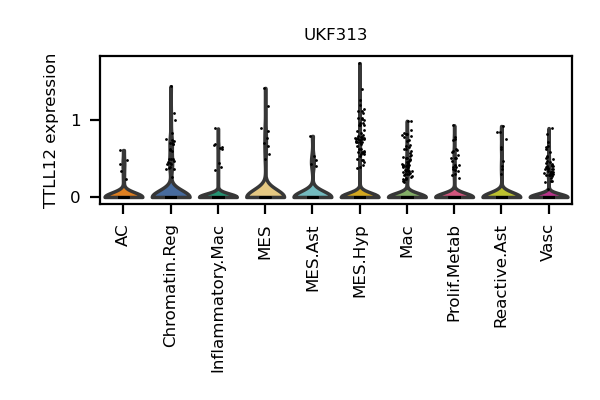 UKF313
TTLL12 expression
1
0
AC
Chromatin.Reg
Inflammatory.Mac
MES
MES.Ast
MES.Hyp
Mac
Prolif.Metab
Reactive.Ast
Vasc